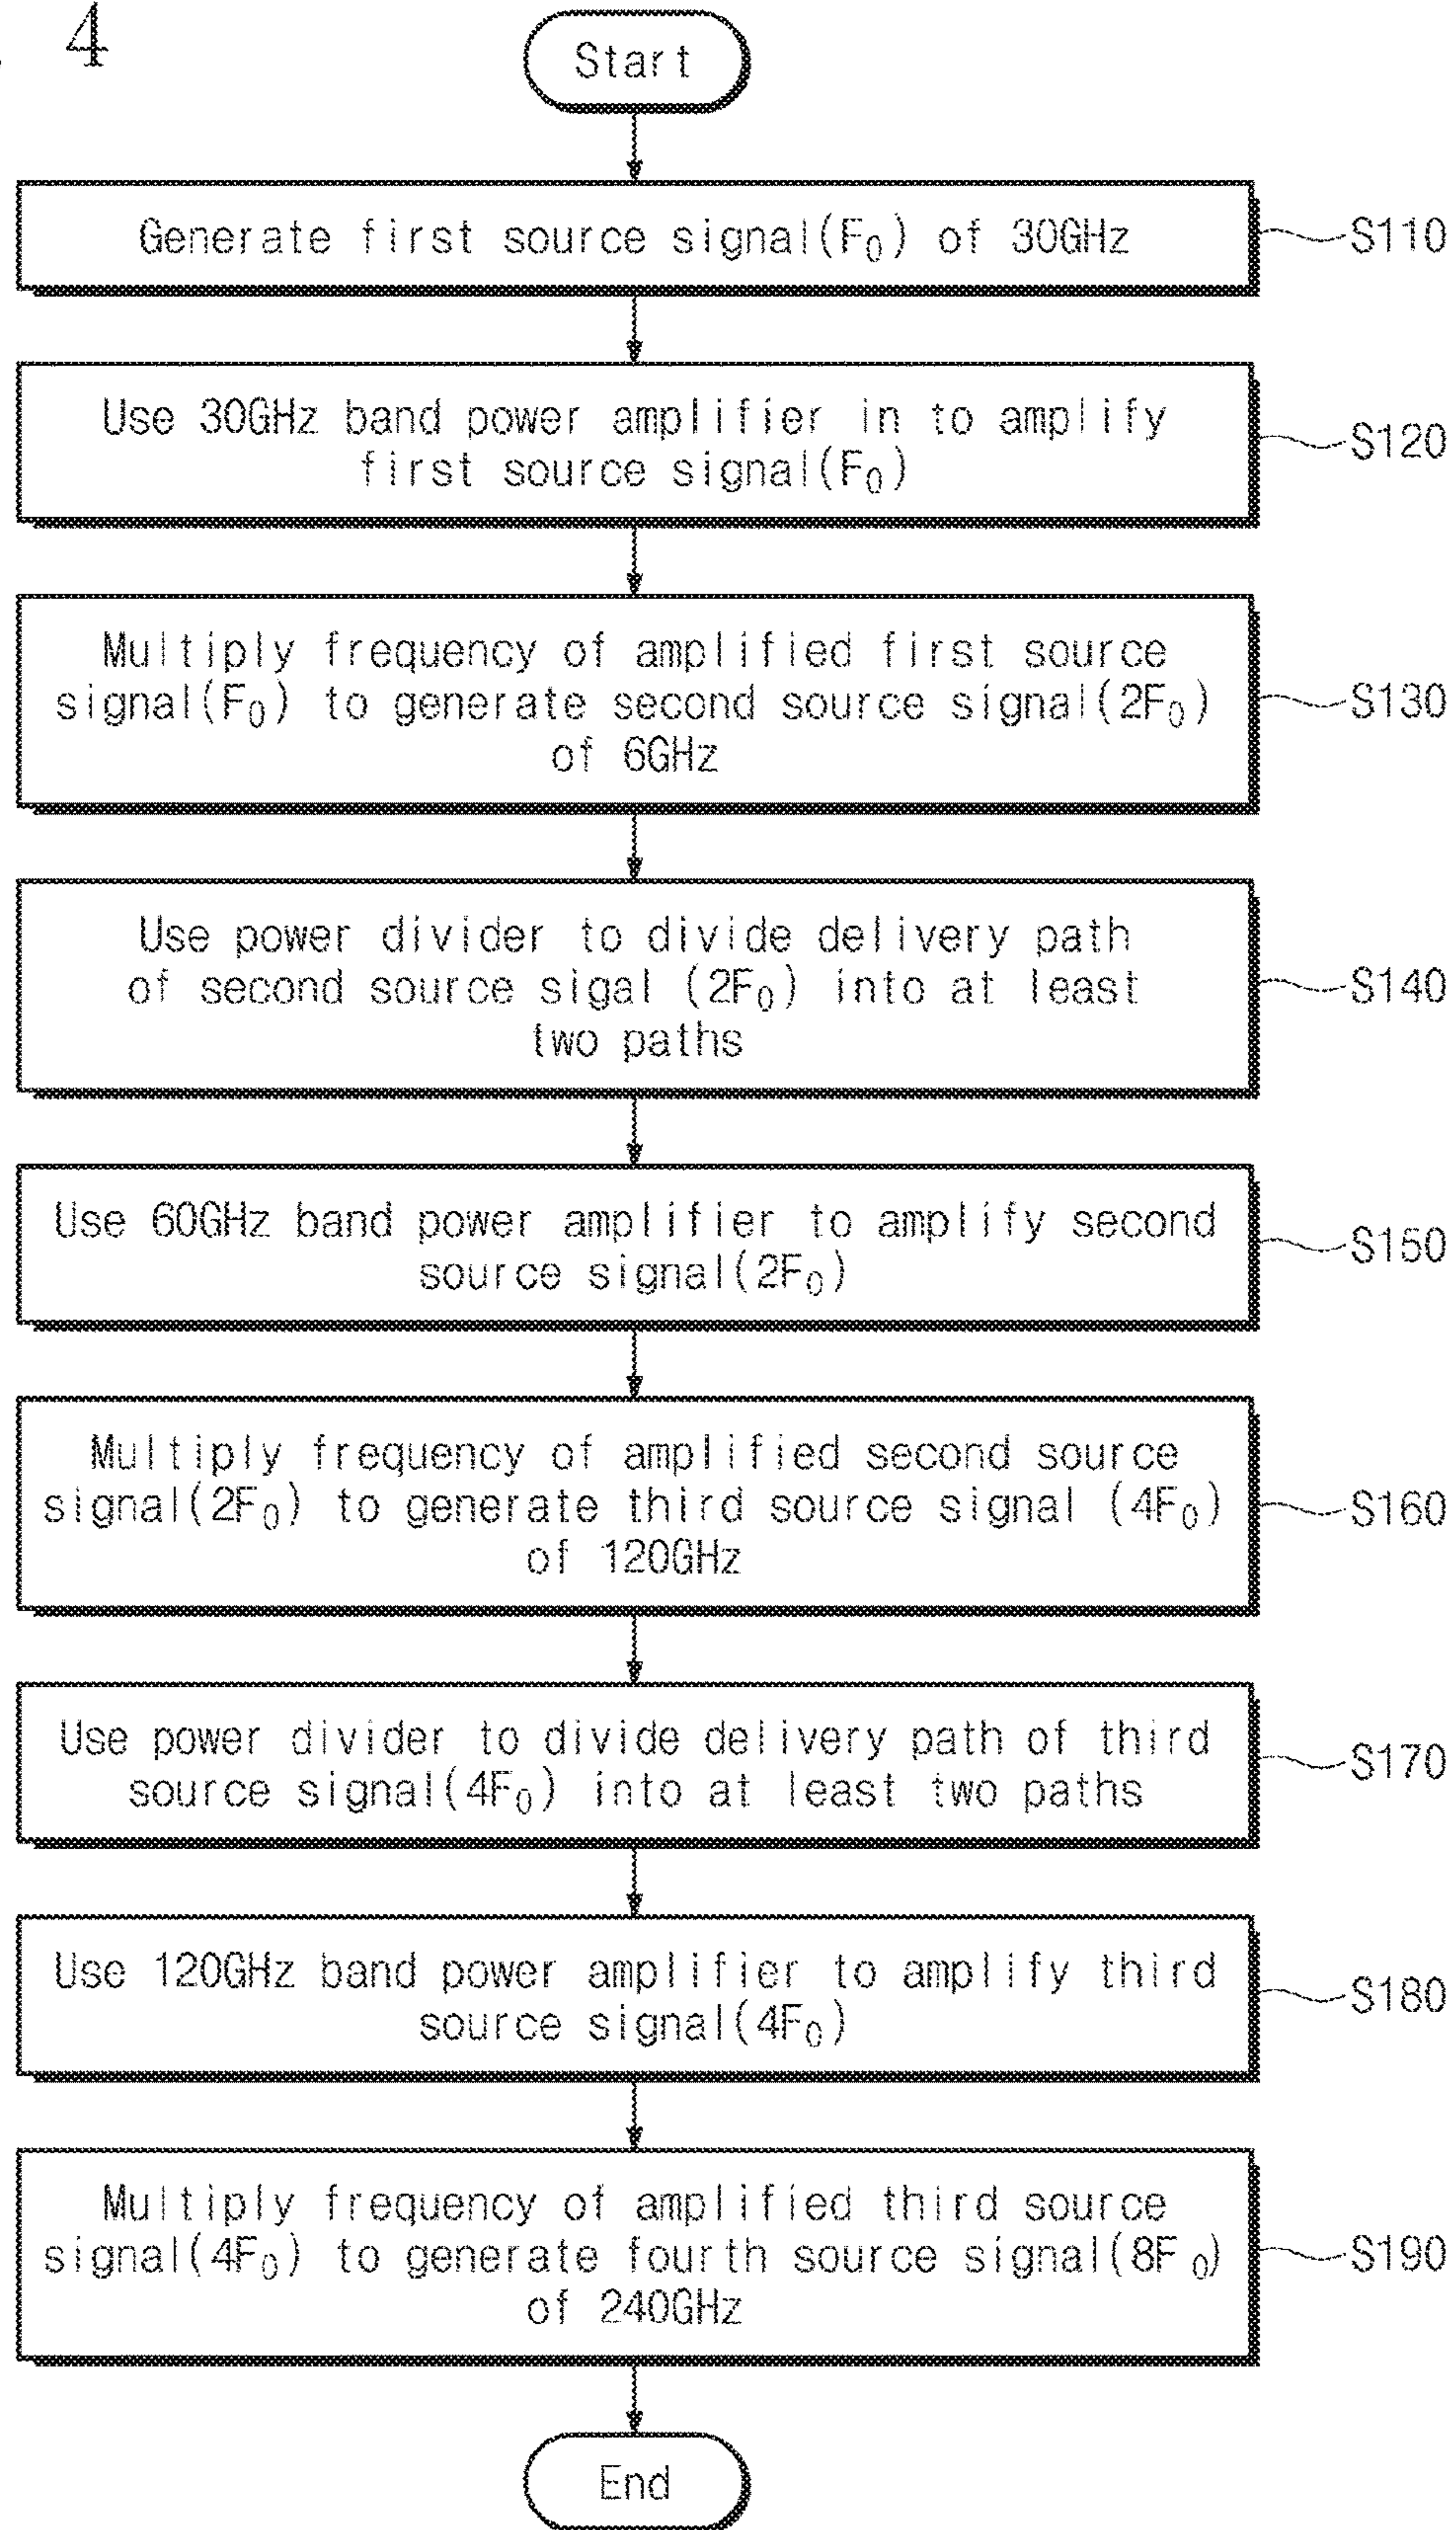 4
Start
Generate first source signal(F₀) of 30GHz
S110
Use 30GHz band power amplifier in to amplify
first source signal(F₀)
S120
Multiply frequency of amplified first source
signal(F₀) to generate second source signal(2F₀)
of 6GHz
S130
Use power divider to divide delivery path
of second source sigal (2F₀) into at least
two paths
S140
Use 60GHz band power amplifier to amplify second
source signal(2F₀)
S150
Multiply frequency of amplified second source
signal(2F₀) to generate third source signal (4F₀)
of 120GHz
S160
Use power divider to divide delivery path of third
source signal(4F₀) into at least two paths
S170
Use 120GHz band power amplifier to amplify third
source signal(4F₀)
S180
Multiply frequency of amplified third source
signal(4F₀) to generate fourth source signal(8F₀)
of 240GHz
S190
End